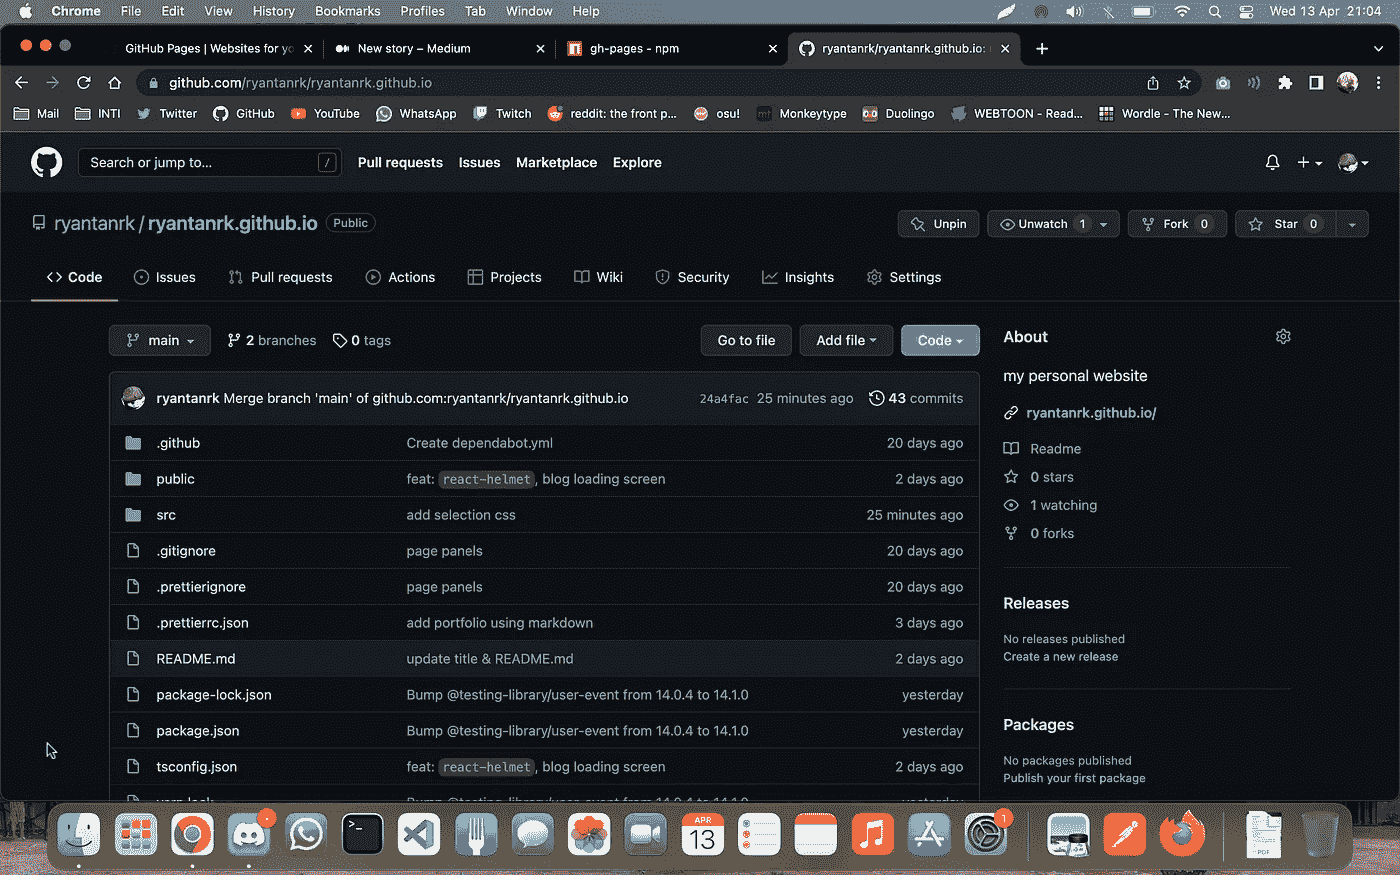 Chrome File Edit View History Bookmarks Profiles Tab Window Help Wed 13 Apr 21:04
GitHub Pages | Websites for yo New story – Medium gh-pages - npm ryantanrk/ryantanrk.github.io:
github.com/ryantanrk/ryantanrk.github.io
Mail INTI Twitter GitHub YouTube WhatsApp Twitch reddit: the front p... osu! Monkeytype Duolingo WEBTOON - Read... Wordle - The New...
Search or jump to... / Pull requests Issues Marketplace Explore
ryantanrk / ryantanrk.github.io Public Unpin Unwatch 1 Fork 0 Star 0
Code Issues Pull requests Actions Projects Wiki Security Insights Settings
main 2 branches 0 tags Go to file Add file Code
ryantanrk Merge branch 'main' of github.com:ryantanrk/ryantanrk.github.io 24a4fac 25 minutes ago 43 commits
.github Create dependabot.yml 20 days ago
public feat: react-helmet, blog loading screen 2 days ago
src add selection css 25 minutes ago
.gitignore page panels 20 days ago
.prettierignore page panels 20 days ago
.prettierrc.json add portfolio using markdown 3 days ago
README.md update title & README.md 2 days ago
package-lock.json Bump @testing-library/user-event from 14.0.4 to 14.1.0 yesterday
package.json Bump @testing-library/user-event from 14.0.4 to 14.1.0 yesterday
tsconfig.json feat: react-helmet, blog loading screen 2 days ago
About
my personal website
ryantanrk.github.io/
Readme
0 stars
1 watching
0 forks
Releases
No releases published
Create a new release
Packages
No packages published
Publish your first package
APR
13
1
PDF